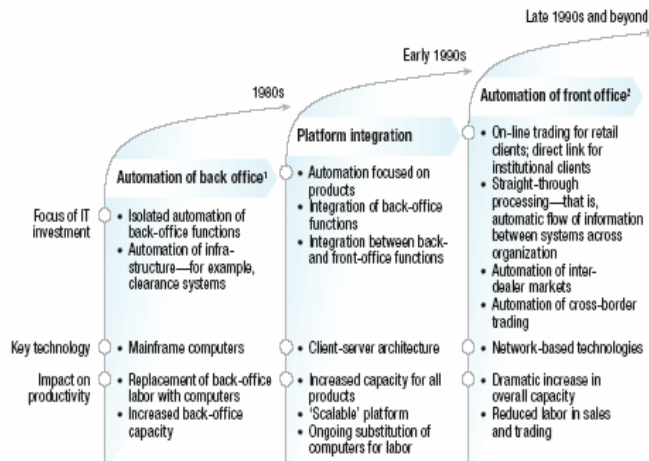 Late 1990s and beyond
Early 1990s
1980s
Automation of front office²
Platform integration
Automation of back office¹
Focus of IT
investment
• Isolated automation of
back-office functions
• Automation of infra-
structure—for example,
clearance systems
• Automation focused on
products
• Integration of back-office
functions
• Integration between back-
and front-office functions
• On-line trading for retail
clients; direct link for
institutional clients
• Straight-through
processing—that is,
automatic flow of information
between systems across
organization
• Automation of inter-
dealer markets
• Automation of cross-border
trading
Key technology
• Mainframe computers
• Client-server architecture
• Network-based technologies
Impact on
productivity
• Replacement of back-office
labor with computers
• Increased back-office
capacity
• Increased capacity for all
products
• ‘Scalable’ platform
• Ongoing substitution of
computers for labor
• Dramatic increase in
overall capacity
• Reduced labor in sales
and trading